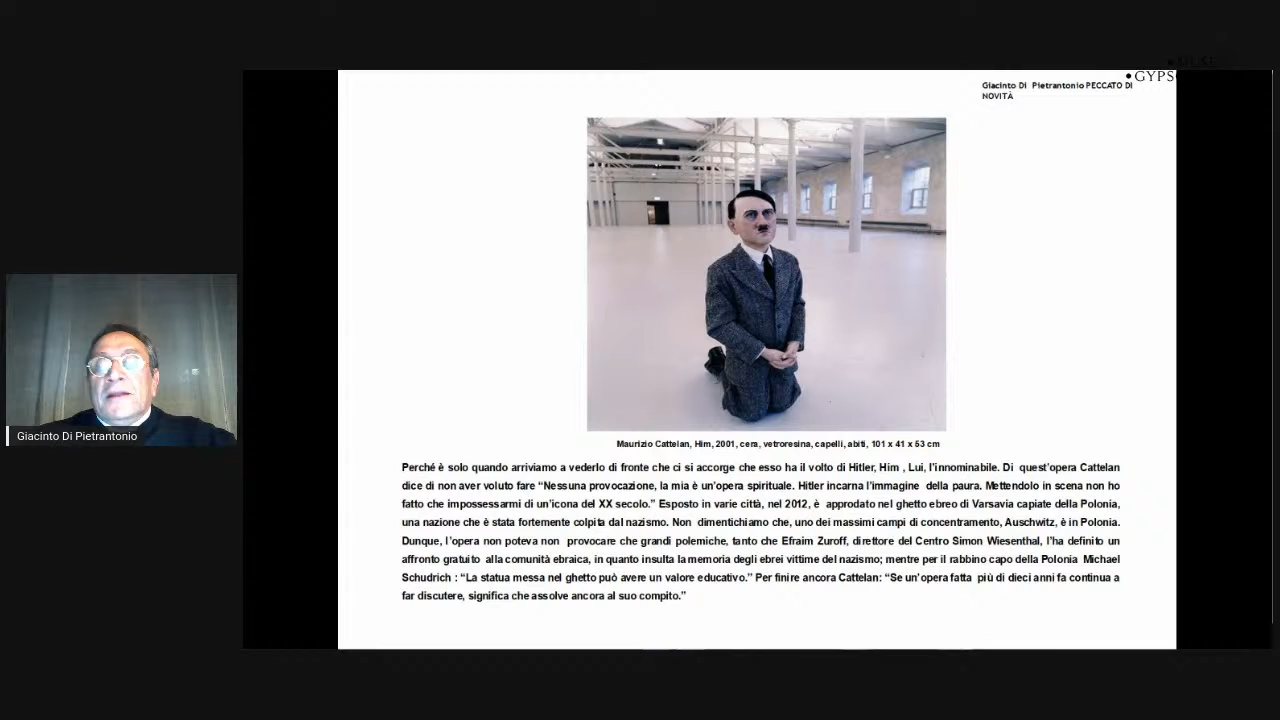 GYPS
Giacinto Di Pietrantonio PECCATO DI
NOVITÀ
Maurizio Cattelan, Him, 2001, cera, vetroresina, capelli, abiti, 101 x 41 x 53 cm
Perché è solo quando arriviamo a vederlo di fronte che ci si accorge che esso ha il volto di Hitler, Him , Lui, l'innominabile. Di quest'opera Cattelan
dice di non aver voluto fare “Nessuna provocazione, la mia è un'opera spirituale. Hitler incarna l'immagine della paura. Mettendolo in scena non ho
fatto che impossessarmi di un'icona del XX secolo.” Esposto in varie città, nel 2012, è approdato nel ghetto ebreo di Varsavia capiate della Polonia,
una nazione che è stata fortemente colpita dal nazismo. Non dimentichiamo che, uno dei massimi campi di concentramento, Auschwitz, è in Polonia.
Dunque, l'opera non poteva non provocare che grandi polemiche, tanto che Efraim Zuroff, direttore del Centro Simon Wiesenthal, l'ha definito un
affronto gratuito alla comunità ebraica, in quanto insulta la memoria degli ebrei vittime del nazismo; mentre per il rabbino capo della Polonia Michael
Schudrich : “La statua messa nel ghetto può avere un valore educativo.” Per finire ancora Cattelan: “Se un'opera fatta più di dieci anni fa continua a
far discutere, significa che assolve ancora al suo compito.”
Giacinto Di Pietrantonio